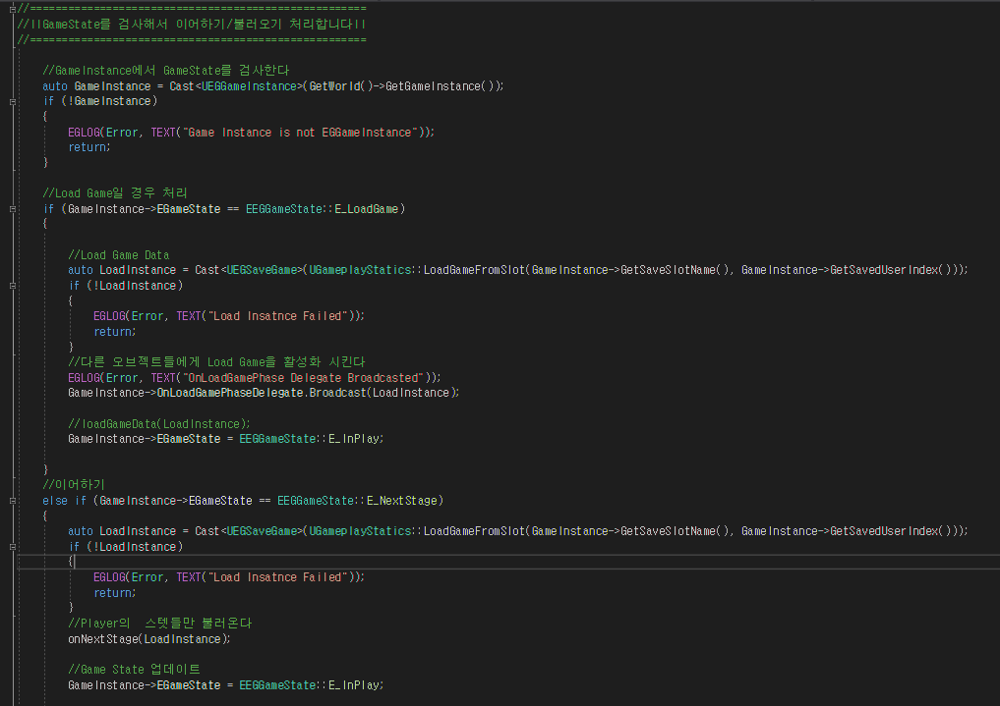 //=====================================================
//||GameState를 검사해서 이어하기/불러오기 처리합니다||
//=====================================================
//GameInstance에서 GameState를 검사한다
auto GameInstance = Cast<UEGGameInstance>(GetWorld()->GetGameInstance());
if (!GameInstance)
{
EGLOG(Error, TEXT("Game Instance is not EGGameInstance"));
return;
}
//Load Game일 경우 처리
if (GameInstance->EGameState == EEGGameState::E_LoadGame)
{
//Load Game Data
auto LoadInstance = Cast<UEGSaveGame>(UGameplayStatics::LoadGameFromSlot(GameInstance->GetSaveSlotName(), GameInstance->GetSavedUserIndex()));
if (!LoadInstance)
{
EGLOG(Error, TEXT("Load Insatnce Failed"));
return;
}
//다른 오브젝트들에게 Load Game을 활성화 시킨다
EGLOG(Error, TEXT("OnLoadGamePhase Delegate Broadcasted"));
GameInstance->OnLoadGamePhaseDelegate.Broadcast(LoadInstance);
//loadGameData(LoadInstance);
GameInstance->EGameState = EEGGameState::E_InPlay;
}
//이어하기
else if (GameInstance->EGameState == EEGGameState::E_NextStage)
{
auto LoadInstance = Cast<UEGSaveGame>(UGameplayStatics::LoadGameFromSlot(GameInstance->GetSaveSlotName(), GameInstance->GetSavedUserIndex()));
if (!LoadInstance)
{
EGLOG(Error, TEXT("Load Insatnce Failed"));
return;
}
//Player의  스텟들만 불러온다
onNextStage(LoadInstance);
//Game State 업데이트
GameInstance->EGameState = EEGGameState::E_InPlay;